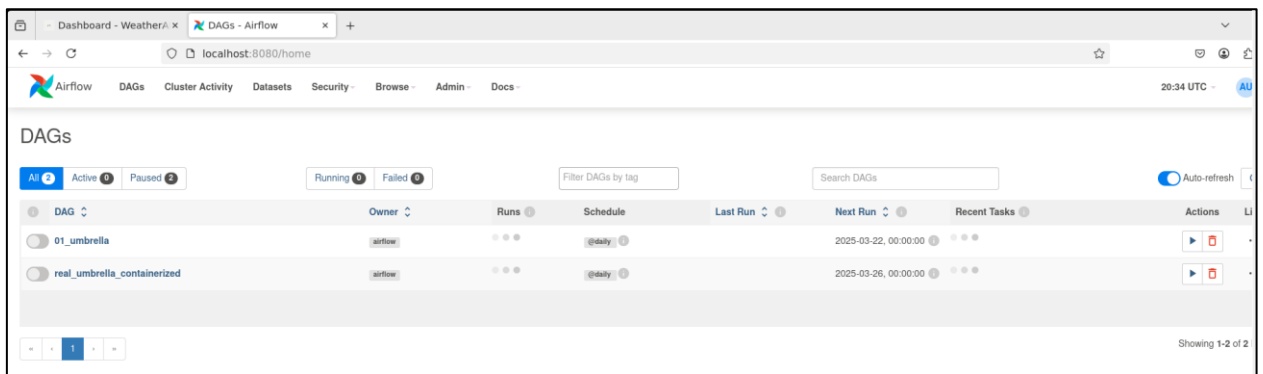 Dashboard - WeatherA × DAGs - Airflow × +
localhost:8080/home
Airflow DAGs Cluster Activity Datasets Security Browse Admin Docs 20:34 UTC AU
DAGs
All 2 Active 0 Paused 2 Running 0 Failed 0 Filter DAGs by tag Search DAGs Auto-refresh
DAG Owner Runs Schedule Last Run Next Run Recent Tasks Actions Li
01_umbrella airflow @daily 2025-03-22, 00:00:00
real_umbrella_containerized airflow @daily 2025-03-26, 00:00:00
« ‹ 1 › » Showing 1-2 of 2